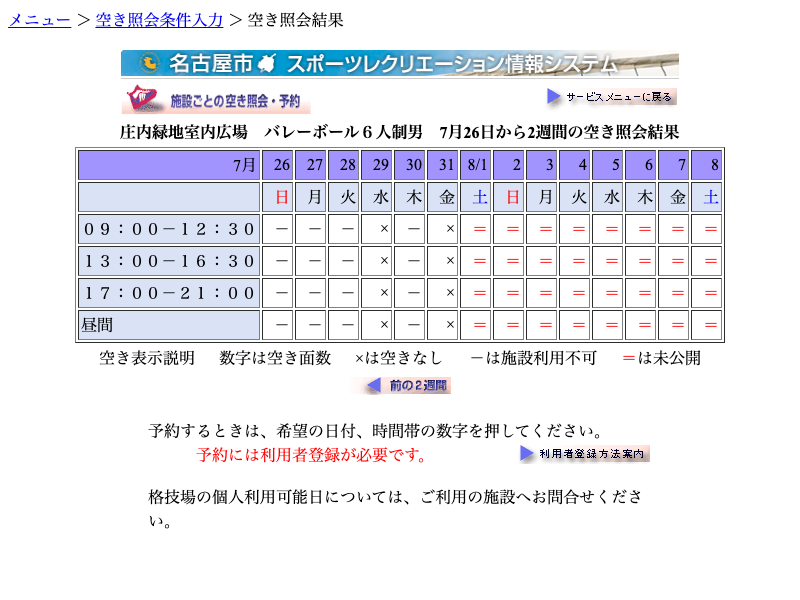 メニュー ＞ 空き照会条件入力 ＞ 空き照会結果
名古屋市 スポーツレクリエーション情報システム
施設ごとの空き照会・予約 サービスメニューに戻る
庄内緑地室内広場　バレーボール６人制男　7月26日から2週間の空き照会結果
7月 26 27 28 29 30 31 8/1 2 3 4 5 6 7 8
日 月 火 水 木 金 土 日 月 火 水 木 金 土
０９：００－１２：３０ － － － × － × ＝ ＝ ＝ ＝ ＝ ＝ ＝ ＝
１３：００－１６：３０ － － － × － × ＝ ＝ ＝ ＝ ＝ ＝ ＝ ＝
１７：００－２１：００ － － － × － × ＝ ＝ ＝ ＝ ＝ ＝ ＝ ＝
昼間 － － － × － × ＝ ＝ ＝ ＝ ＝ ＝ ＝ ＝
空き表示説明 数字は空き面数 ×は空きなし －は施設利用不可 ＝は未公開
前の２週間
予約するときは、希望の日付、時間帯の数字を押してください。
予約には利用者登録が必要です。 利用者登録方法案内
格技場の個人利用可能日については、ご利用の施設へお問合せくださ
い。